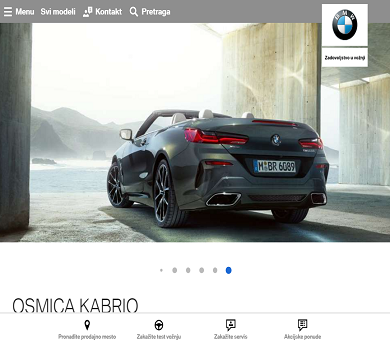 Menu Svi modeli Kontakt Pretraga
BMW
Zadovoljstvo u vožnji
M BR 6089
OSMICA KABRIO
Pronađite prodajno mesto Zakažite test vožnju Zakažite servis Akcijske ponude